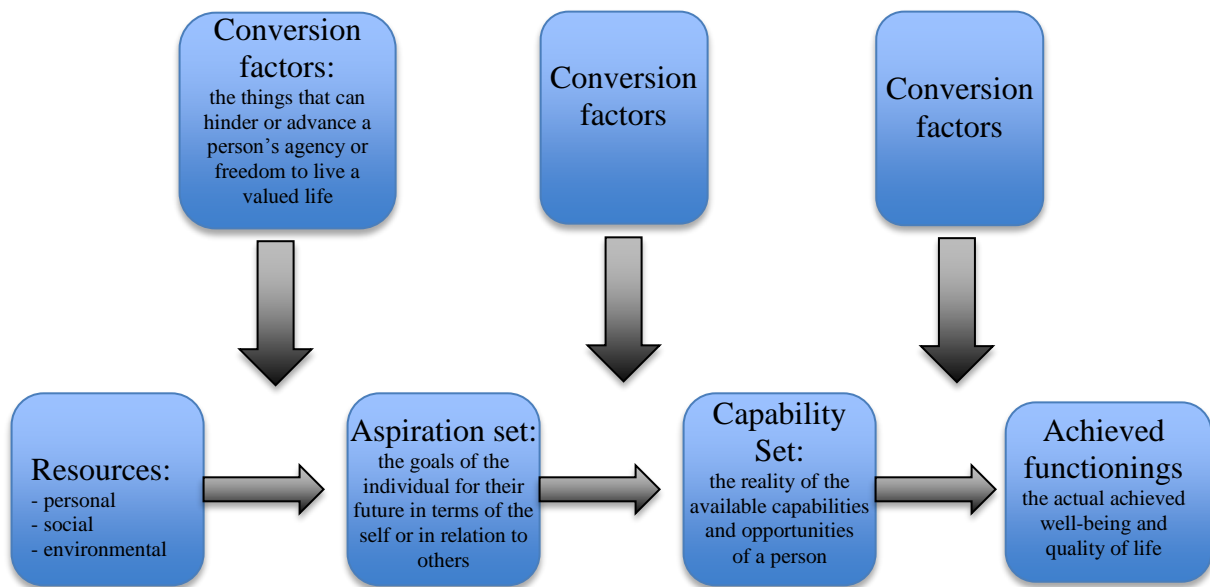 Conversion
factors:
the things that can
hinder or advance a
person’s agency or
freedom to live a
valued life
Conversion
factors
Conversion
factors
Resources:
- personal
- social
- environmental
Aspiration set:
the goals of the
individual for their
future in terms of the
self or in relation to
others
Capability
Set:
the reality of the
available capabilities
and opportunities
of a person
Achieved
functionings
the actual achieved
well-being and
quality of life